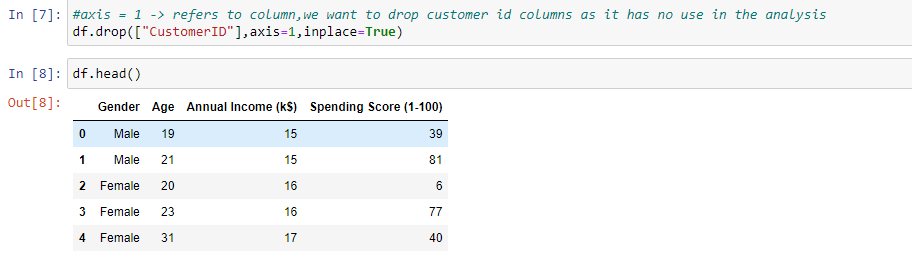 In [7]: #axis = 1 -> refers to column,we want to drop customer id columns as it has no use in the analysis
df.drop(["CustomerID"],axis=1,inplace=True)
In [8]: df.head()
Out[8]:
Gender Age Annual Income (k$) Spending Score (1-100)
0 Male 19 15 39
1 Male 21 15 81
2 Female 20 16 6
3 Female 23 16 77
4 Female 31 17 40